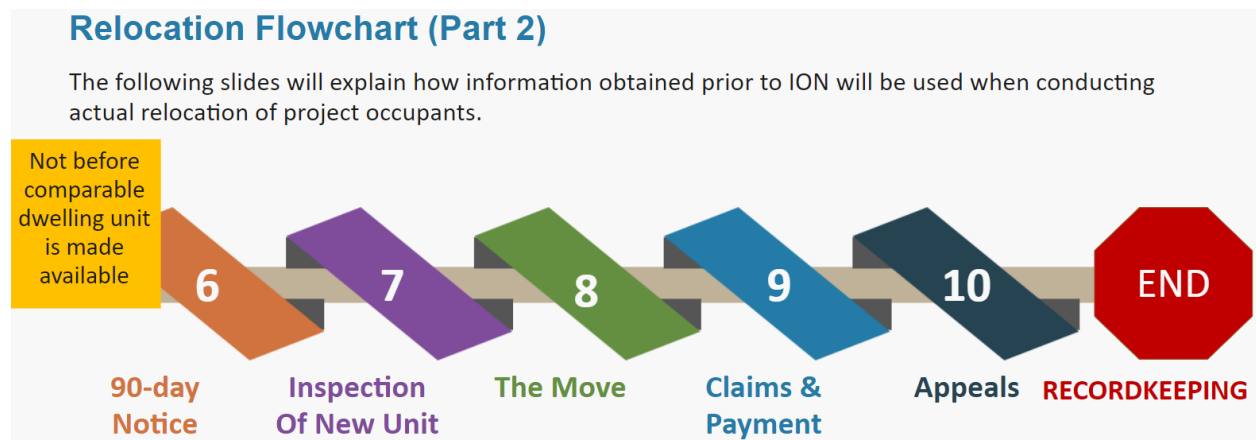 Relocation Flowchart (Part 2)
The following slides will explain how information obtained prior to ION will be used when conducting
actual relocation of project occupants.
Not before
comparable
dwelling unit
is made
available
6
7
8
9
10
END
90-day
Notice
Inspection
Of New Unit
The Move
Claims &
Payment
Appeals
RECORDKEEPING